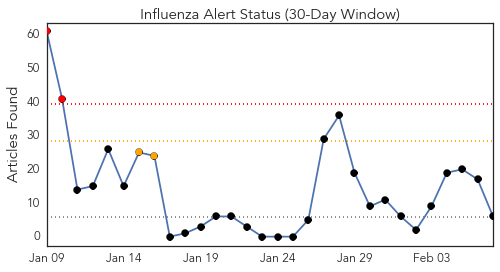 Influenza Alert Status (30-Day Window)
Articles Found
60
50
40
30
20
10
0
Jan 09 Jan 14 Jan 19 Jan 24 Jan 29 Feb 03